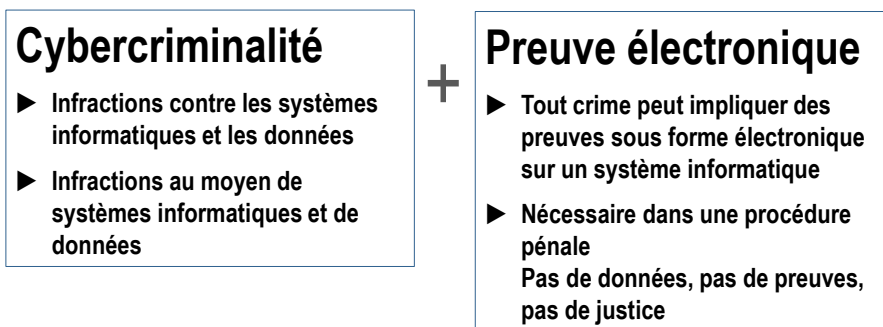 Cybercriminalité
▶ Infractions contre les systèmes
informatiques et les données
▶ Infractions au moyen de
systèmes informatiques et de
données
+
Preuve électronique
▶ Tout crime peut impliquer des
preuves sous forme électronique
sur un système informatique
▶ Nécessaire dans une procédure
pénale
Pas de données, pas de preuves,
pas de justice